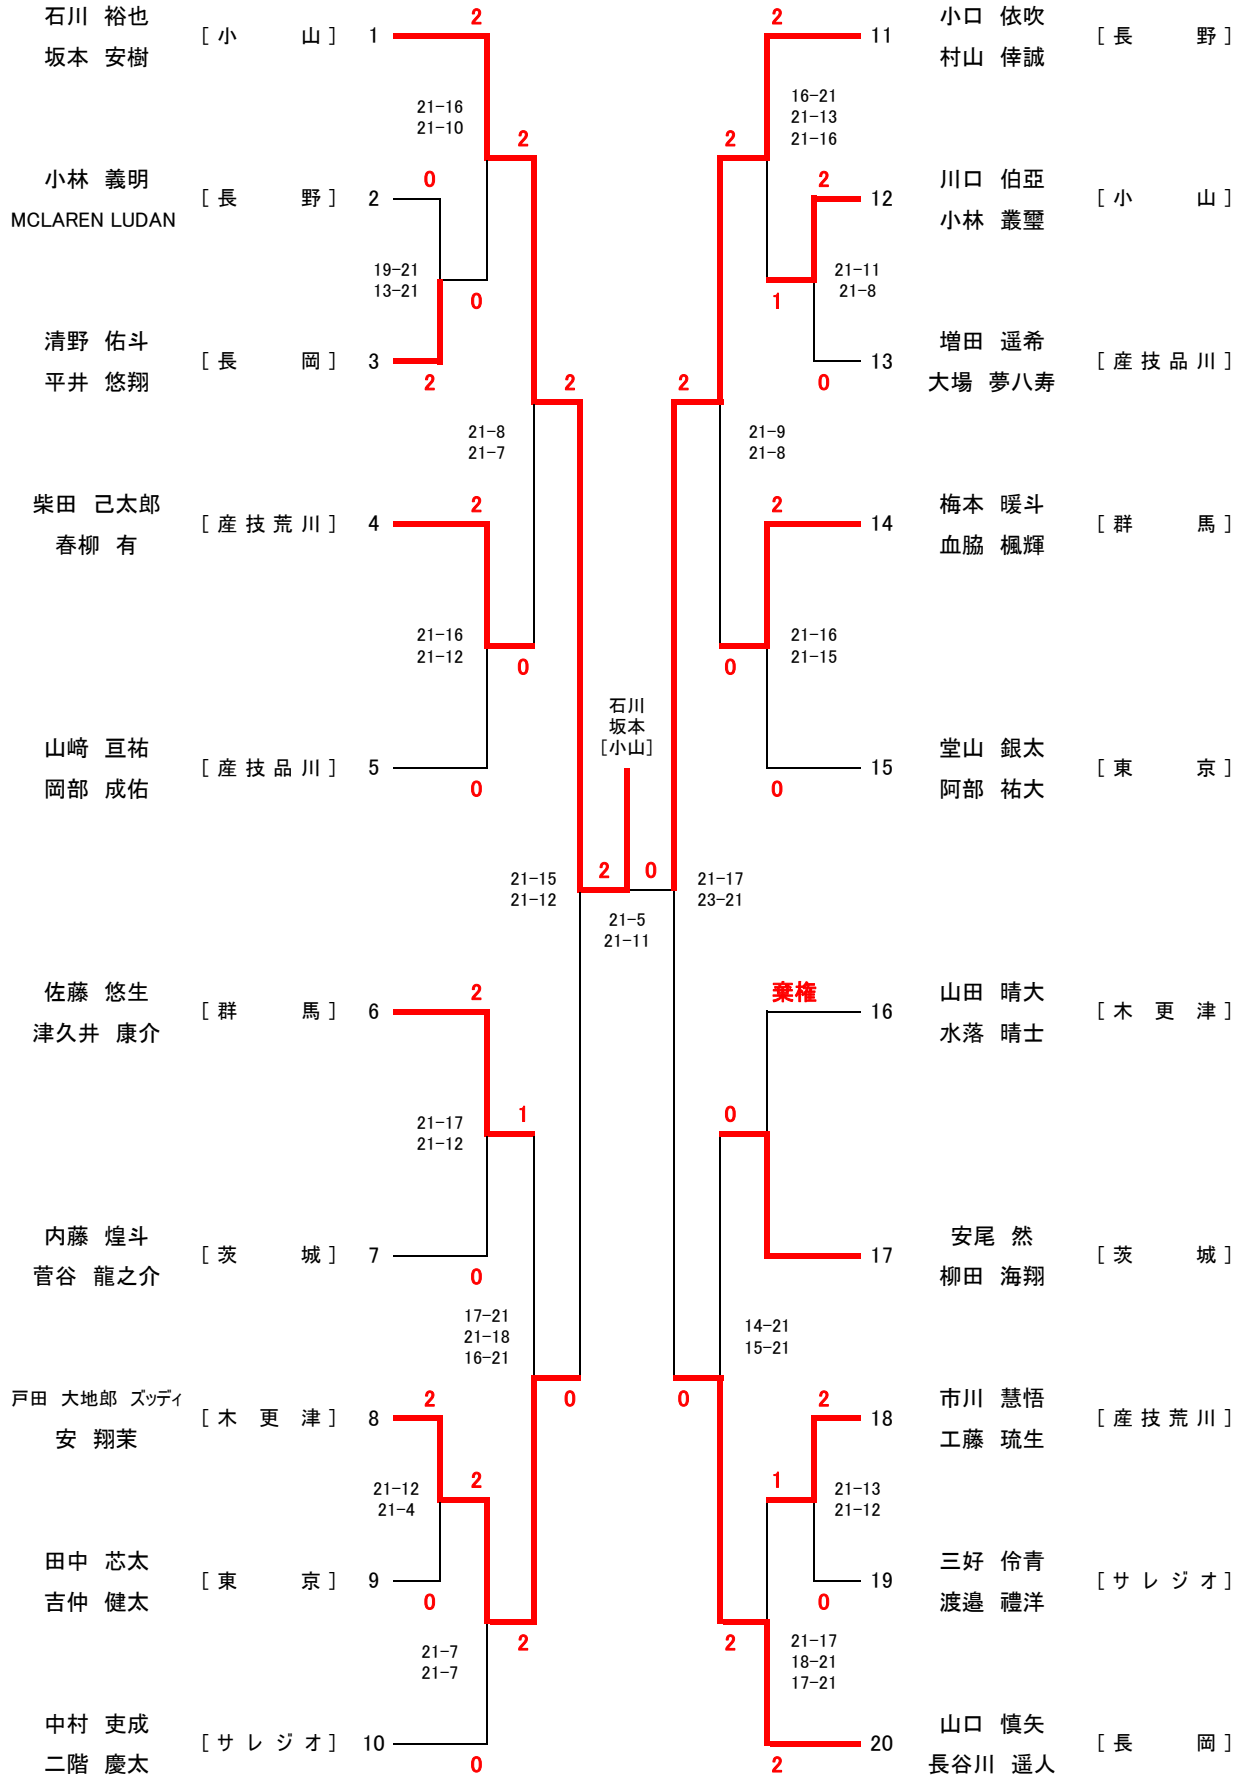 石川 裕也
坂本 安樹
[ 小 山 ] 1
2
21-16
21-10
2
小林 義明
MCLAREN LUDAN
[ 長 野 ] 2
0
19-21
13-21
0
清野 佑斗
平井 悠翔
[ 長 岡 ] 3
2
2
21-8
21-7
柴田 己太郎
春柳 有
[ 産 技 荒 川 ] 4
2
21-16
21-12
0
山﨑 亘祐
岡部 成佑
[ 産 技 品 川 ] 5
0
21-15
21-12
佐藤 悠生
津久井 康介
[ 群 馬 ] 6
2
21-17
21-12
1
内藤 煌斗
菅谷 龍之介
[ 茨 城 ] 7
0
17-21
21-18
16-21
0
戸田 大地郎 ズッディ
安 翔茉
[ 木 更 津 ] 8
2
21-12
21-4
2
田中 芯太
吉仲 健太
[ 東 京 ] 9
0
21-7
21-7
2
中村 吏成
二階 慶太
[ サ レ ジ オ ] 10
0
石川
坂本
[小山]
2 0
21-5
21-11
2
11
小口 依吹
村山 倖誠
[ 長 野 ]
16-21
21-13
21-16
2
2
12
川口 伯亞
小林 叢璽
[ 小 山 ]
21-11
21-8
1
13
増田 遥希
大場 夢八寿
[ 産 技 品 川 ]
0
2
21-9
21-8
2
14
梅本 暖斗
血脇 楓輝
[ 群 馬 ]
21-16
21-15
0
15
堂山 銀太
阿部 祐大
[ 東 京 ]
0
21-17
23-21
棄権
16
山田 晴大
水落 晴士
[ 木 更 津 ]
0
17
安尾 然
柳田 海翔
[ 茨 城 ]
14-21
15-21
0
2
18
市川 慧悟
工藤 琉生
[ 産 技 荒 川 ]
1
21-13
21-12
19
三好 伶青
渡邉 禮洋
[ サ レ ジ オ ]
0
2
21-17
18-21
17-21
20
山口 慎矢
長谷川 遥人
[ 長 岡 ]
2